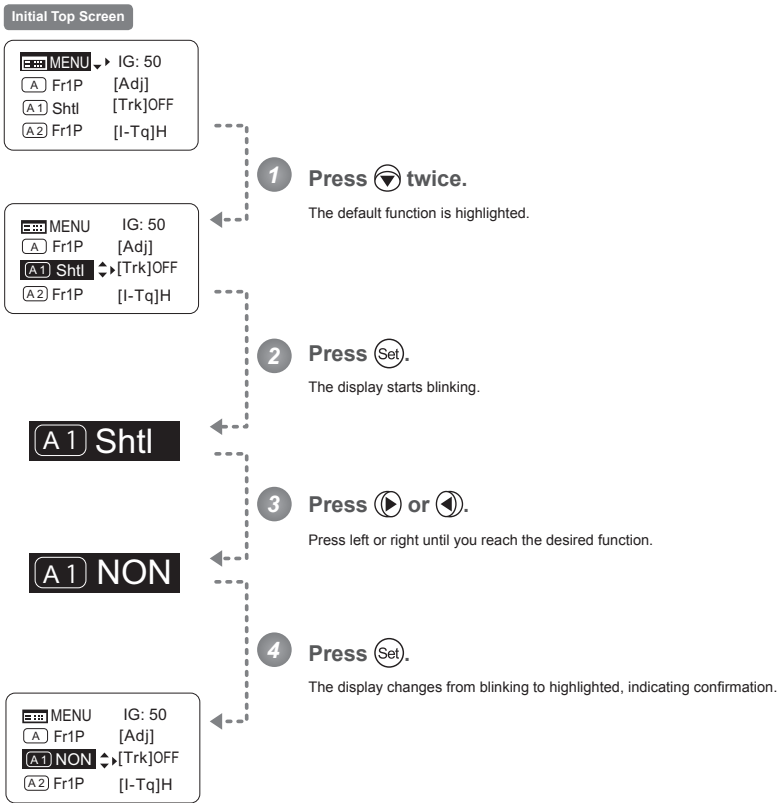 Initial Top Screen
MENU IG: 50
A Fr1P [Adj]
A1 Shtl [Trk]OFF
A2 Fr1P [I-Tq]H
1 Press twice.
The default function is highlighted.
MENU IG: 50
A Fr1P [Adj]
A1 Shtl [Trk]OFF
A2 Fr1P [I-Tq]H
2 Press Set.
The display starts blinking.
A1 Shtl
3 Press or .
Press left or right until you reach the desired function.
A1 NON
4 Press Set.
The display changes from blinking to highlighted, indicating confirmation.
MENU IG: 50
A Fr1P [Adj]
A1 NON [Trk]OFF
A2 Fr1P [I-Tq]H